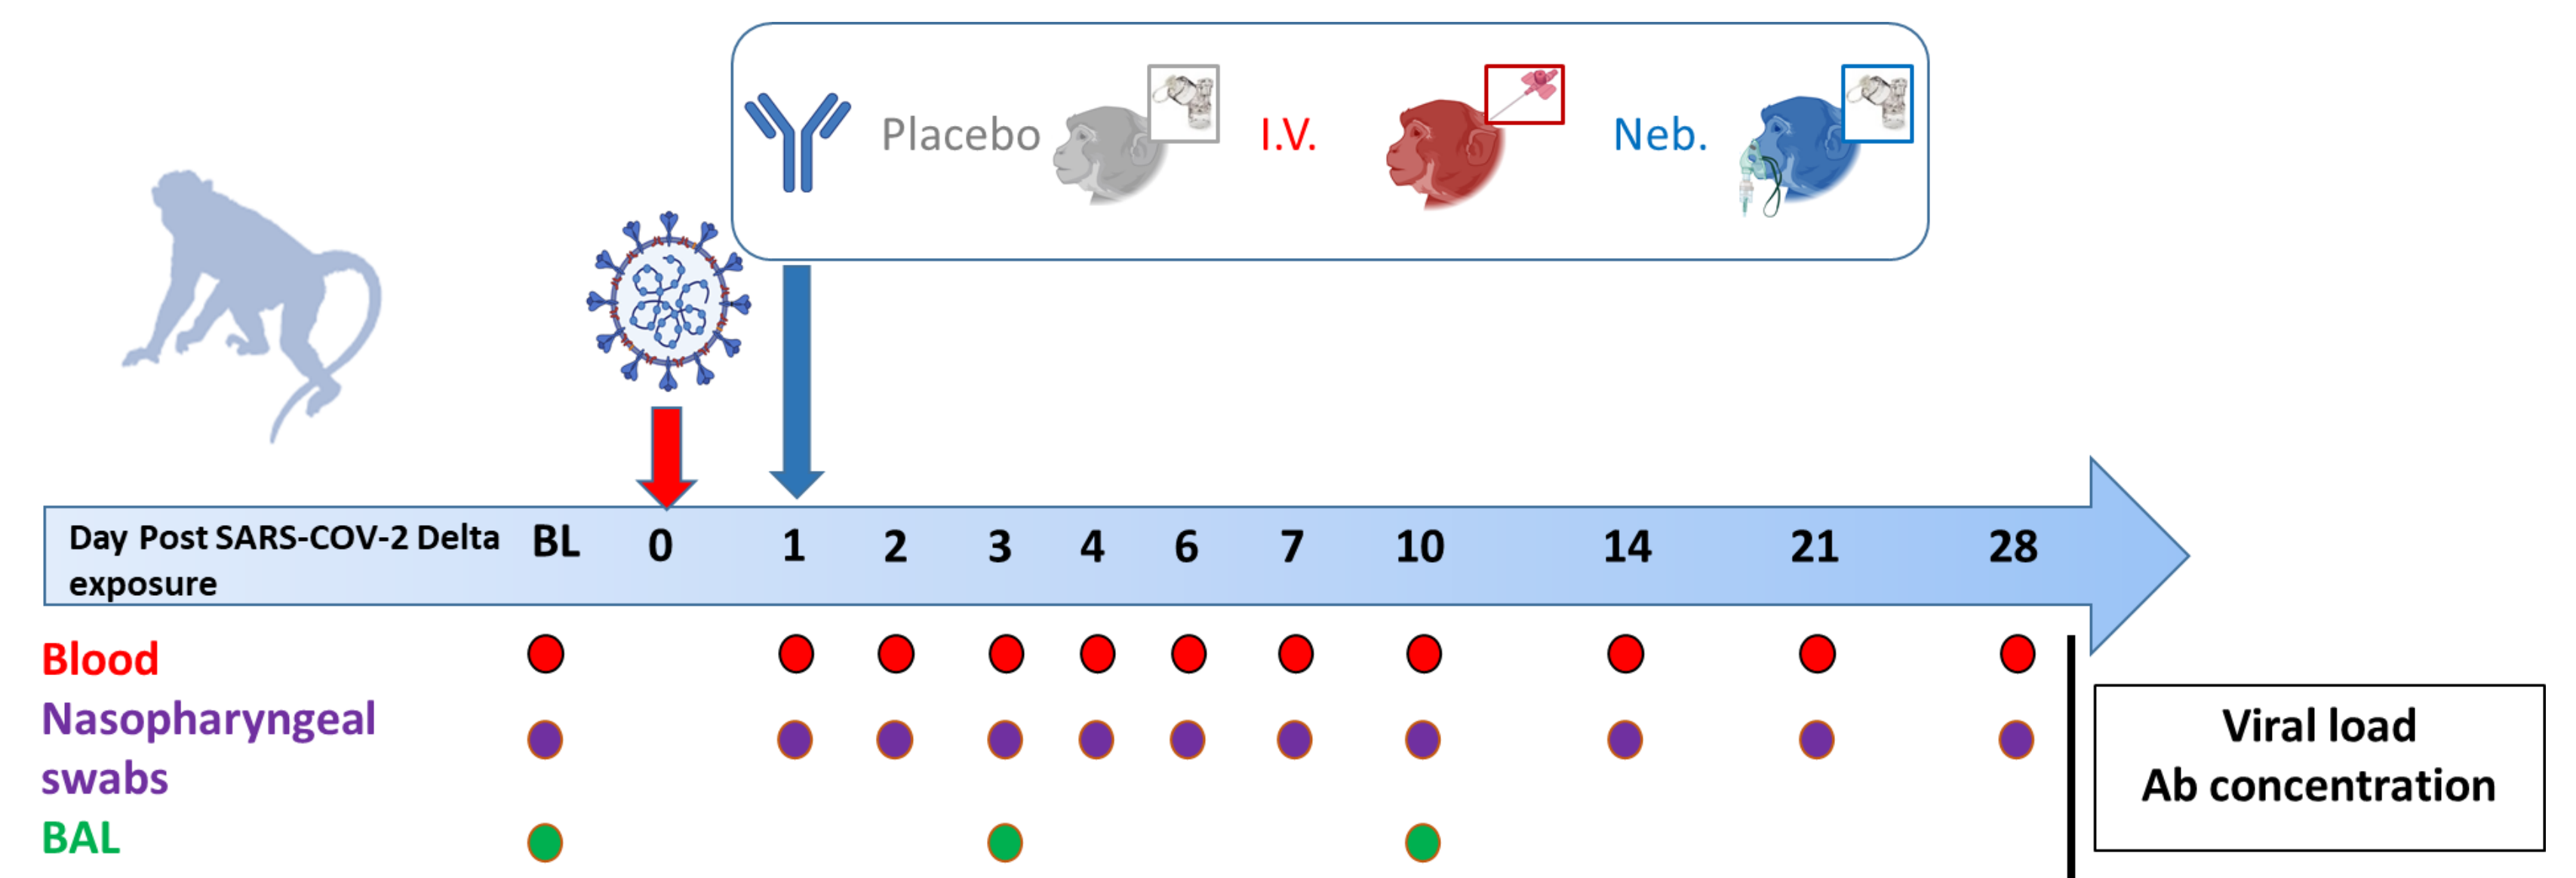 Placebo I.V. Neb.
Day Post SARS-COV-2 Delta BL 0 1 2 3 4 6 7 10 14 21 28
exposure
Blood
Nasopharyngeal
swabs
BAL
Viral load
Ab concentration